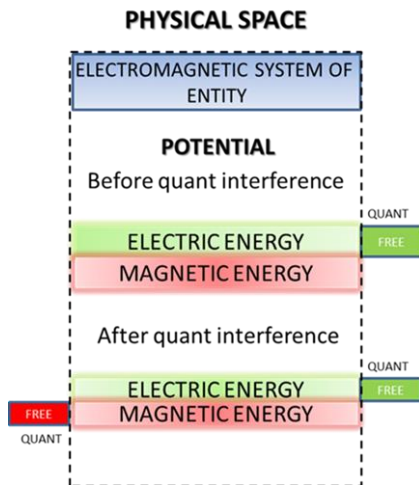 PHYSICAL SPACE
ELECTROMAGNETIC SYSTEM OF
ENTITY
POTENTIAL
Before quant interference
QUANT
ELECTRIC ENERGY
FREE
MAGNETIC ENERGY
After quant interference
QUANT
ELECTRIC ENERGY
FREE
FREE
MAGNETIC ENERGY
QUANT